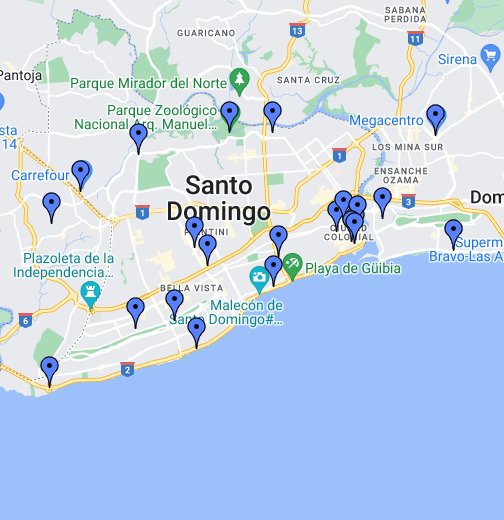 SABANA
PERDIDA
GUARICANO
13
11
Sirena
Pantoja
SANTA CRUZ
Parque Mirador del Norte
Parque Zoológico
Nacional Arq. Manuel...
Megacentro
14
LOS MINA SUR
1
Carrefour
ENSANCHE
OZAMA
Santo
Domingo
Dom
1
3
CIUDAD
COLONIAL
Plazoleta de la
Independencia...
Superm
Bravo-Las A
Playa de Güibia
BELLA VISTA
Malecón de
Santo Domingo#...
6
2